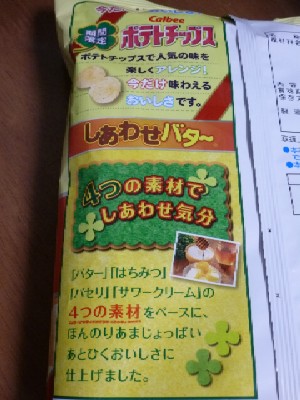 Calbee
期間
限定
ポテトチップス
ポテトチップスで人気の味を
楽しくアレンジ!
今だけ味わえる
おいしさです。
しあわせバタ〜
4つの素材で
しあわせ気分
「バター」「はちみつ」
「パセリ」「サワークリーム」の
4つの素材をベースに、
ほんのりあまじょっぱい
あとひくおいしさに
仕上げました。